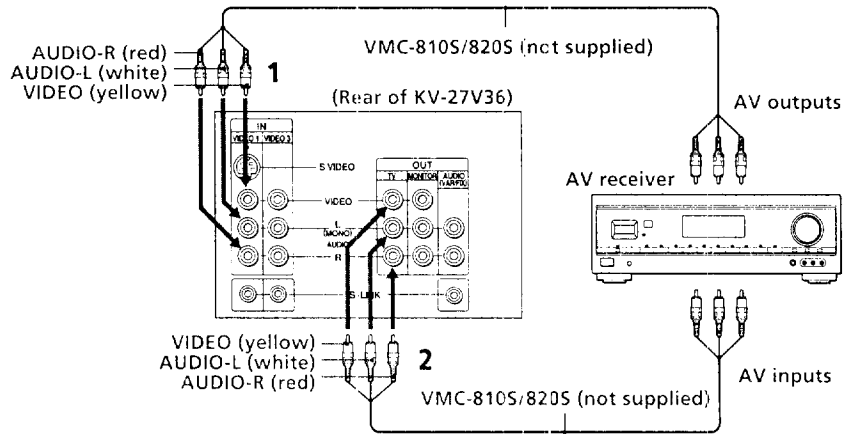 AUDIO-R (red)
AUDIO-L (white)
VIDEO (yellow)
1
VMC-810S/820S (not supplied)
(Rear of KV-27V36)
AV outputs
AV receiver
IN
VIDEO 1 VIDEO 3
S VIDEO
VIDEO
L
(MONO)
AUDIO
R
S-LINK
OUT
TV MONITOR AUDIO
(VAR/FIX)
VIDEO (yellow)
AUDIO-L (white)
AUDIO-R (red)
2
VMC-810S/820S (not supplied)
AV inputs